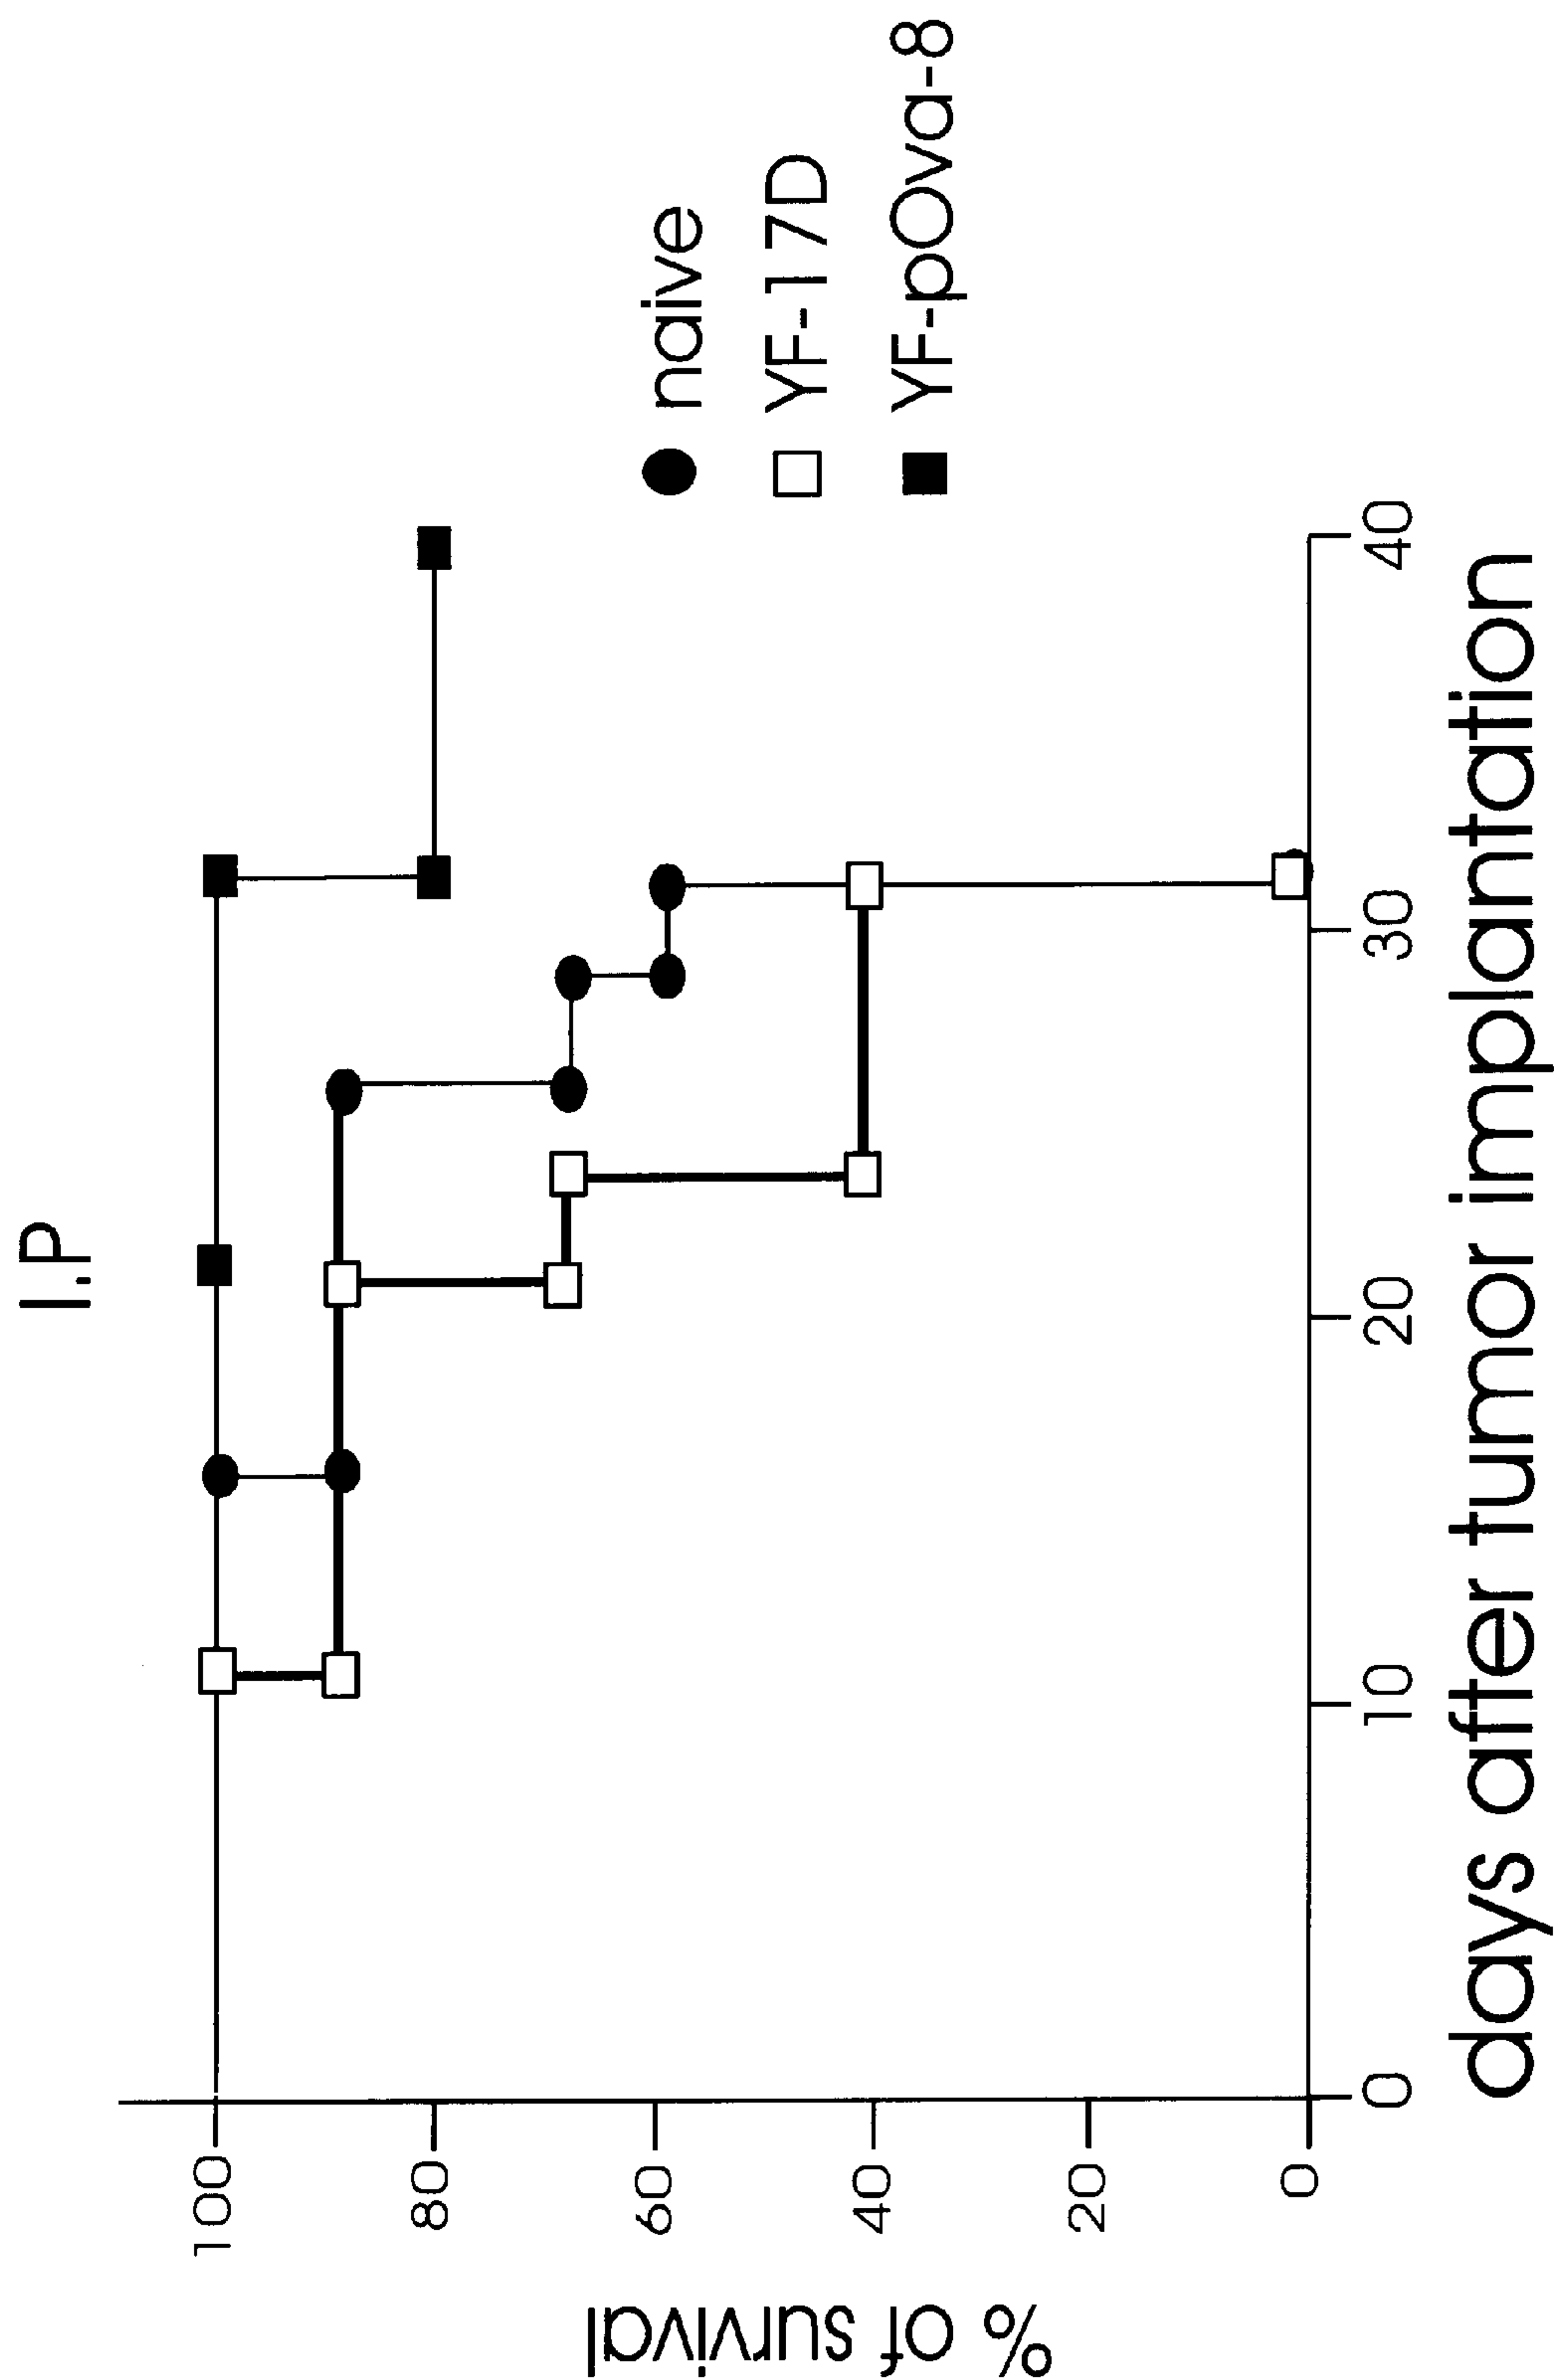 I.P
% of survival
100
80
60
40
20
0
0
10
20
30
40
days after tumor implantation
naive
YF-17D
YF-pOva-8